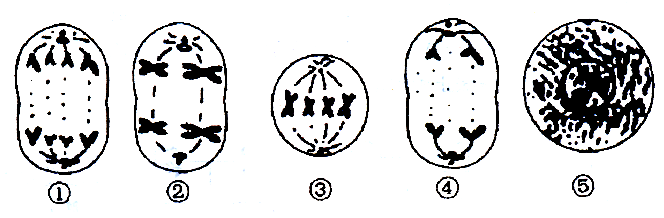 ① ② ③ ④ ⑤